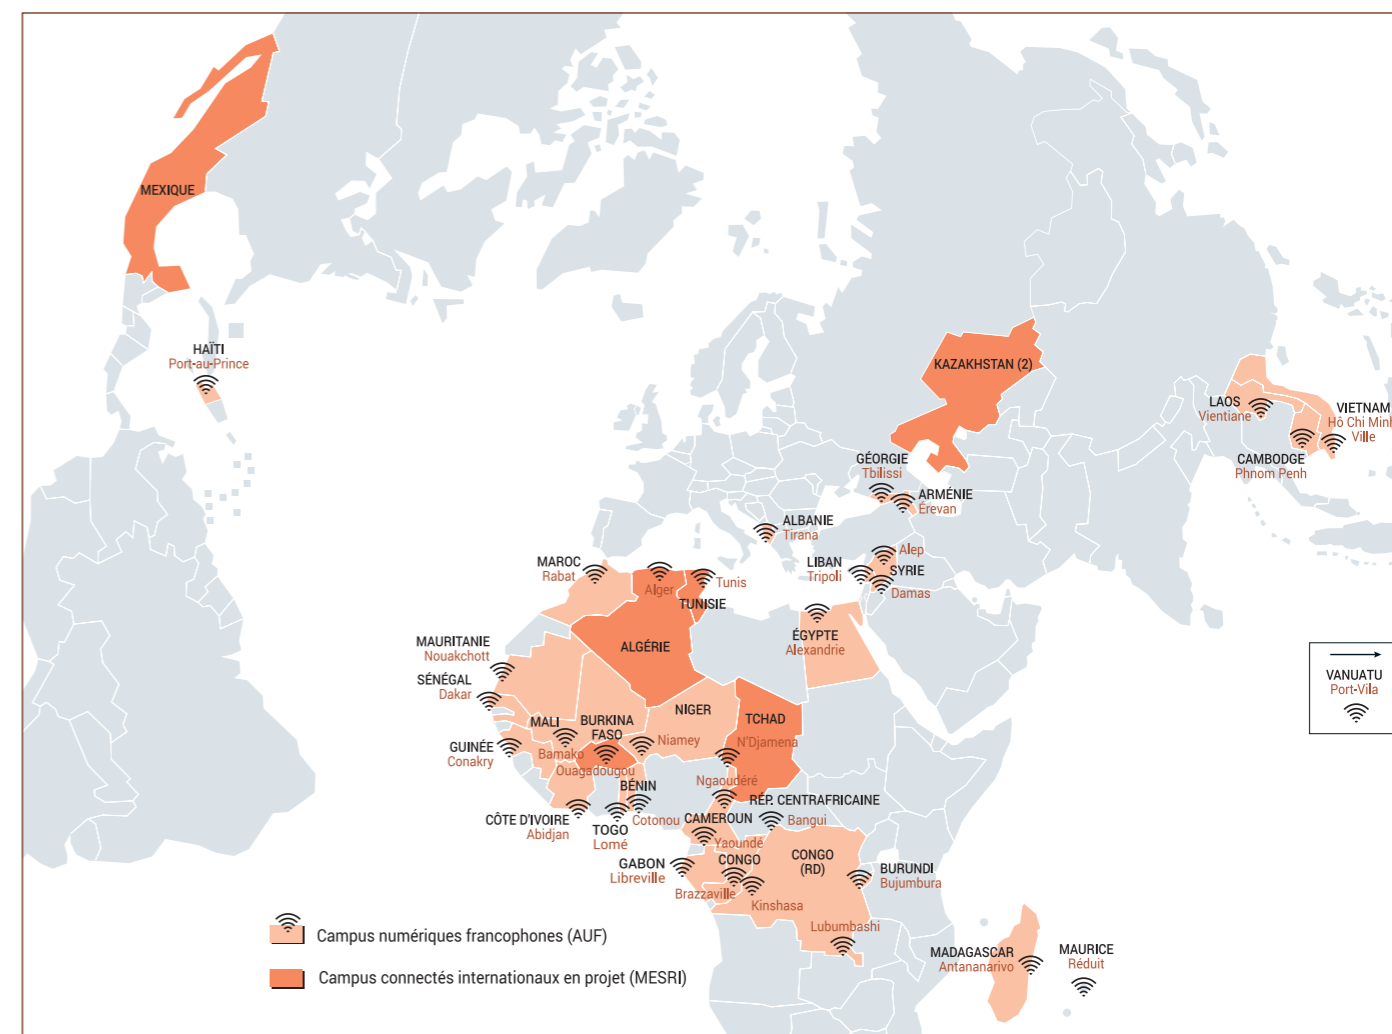 MEXIQUE
HAÏTI
Port-au-Prince
KAZAKHSTAN (2)
LAOS
Vientiane
VIETNAM
Hô Chi Minh
Ville
CAMBODGE
Phnom Penh
GÉORGIE
Tbilissi
ARMÉNIE
Érevan
ALBANIE
Tirana
MAROC
Rabat
Alger
Tunis
TUNISIE
LIBAN
Tripoli
Alep
SYRIE
Damas
ALGÉRIE
ÉGYPTE
Alexandrie
MAURITANIE
Nouakchott
SÉNÉGAL
Dakar
VANUATU
Port-Vila
MALI
Bamako
BURKINA
FASO
Ouagadougou
NIGER
Niamey
TCHAD
N'Djamena
GUINÉE
Conakry
Ngaoudéré
BÉNIN
Cotonou
CÔTE D'IVOIRE
Abidjan
TOGO
Lomé
CAMEROUN
Yaoundé
RÉP. CENTRAFRICAINE
Bangui
GABON
Libreville
CONGO
Brazzaville
CONGO
(RD)
Kinshasa
BURUNDI
Bujumbura
Lubumbashi
MADAGASCAR
Antananarivo
MAURICE
Réduit
Campus numériques francophones (AUF)
Campus connectés internationaux en projet (MESRI)